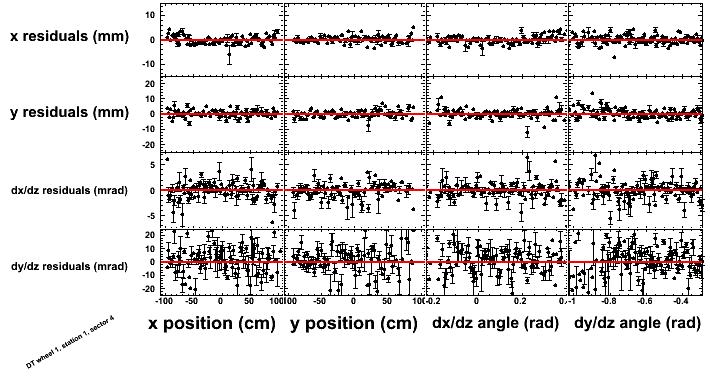 10
0
-10
x residuals (mm)
20
10
0
-10
-20
y residuals (mm)
5
0
-5
dx/dz residuals (mrad)
20
10
0
-10
-20
dy/dz residuals (mrad)
-100 -50 0 50 100 -50 0 50 100 -0.2 0 0.2 0. -1 -0.8 -0.6 -0.4
x position (cm) y position (cm) dx/dz angle (rad) dy/dz angle (rad)
DT wheel 1, station 1, sector 4